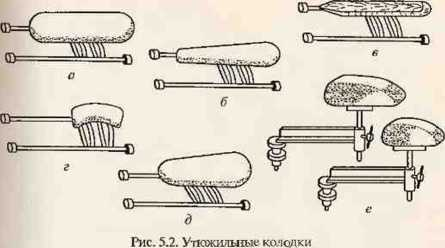 а
б
в
г
д
е
Рис. 5.2. Утюжильные колодки